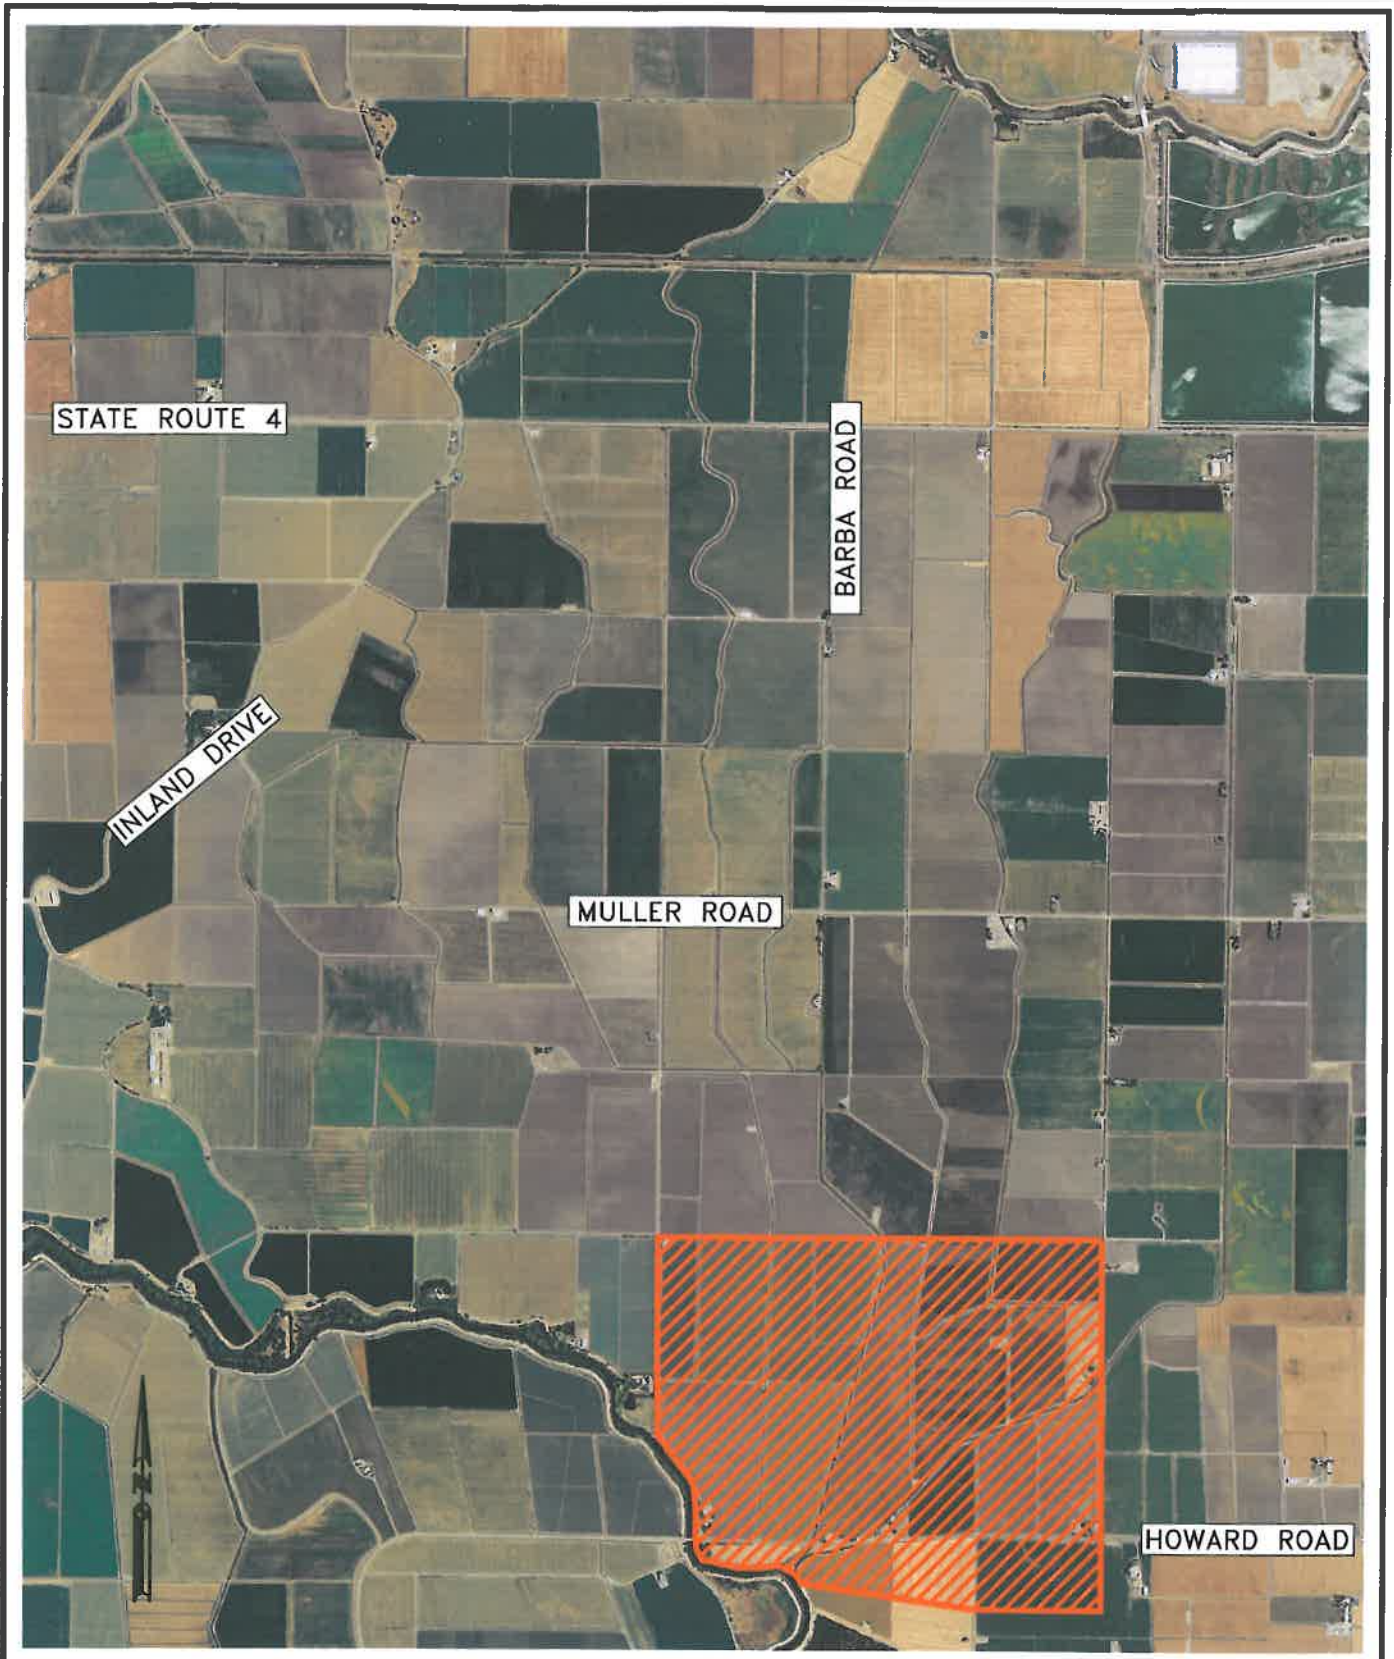 STATE ROUTE 4
BARBA ROAD
INLAND DRIVE
MULLER ROAD
N
HOWARD ROAD